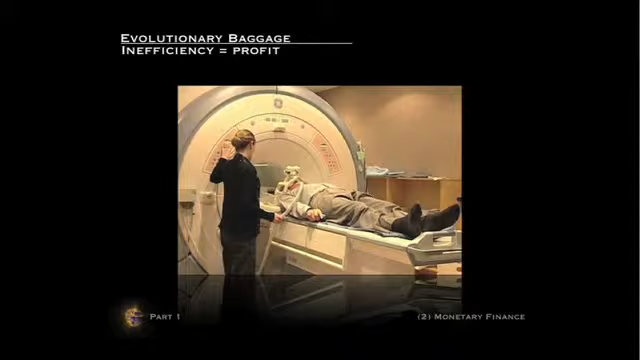 Evolutionary Baggage
Inefficiency = profit
Part 1
(2) Monetary Finance